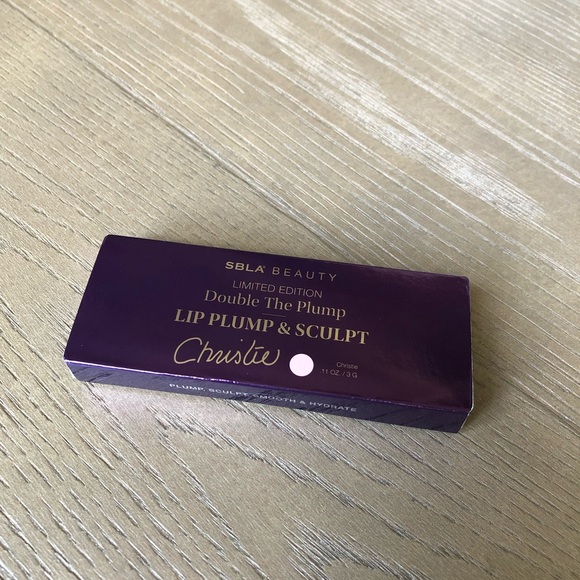 SBLA® BEAUTY
LIMITED EDITION
Double The Plump
LIP PLUMP & SCULPT
Christie
Christie
.11 OZ. / 3 G
PLUMP, SCULPT, SMOOTH & HYDRATE